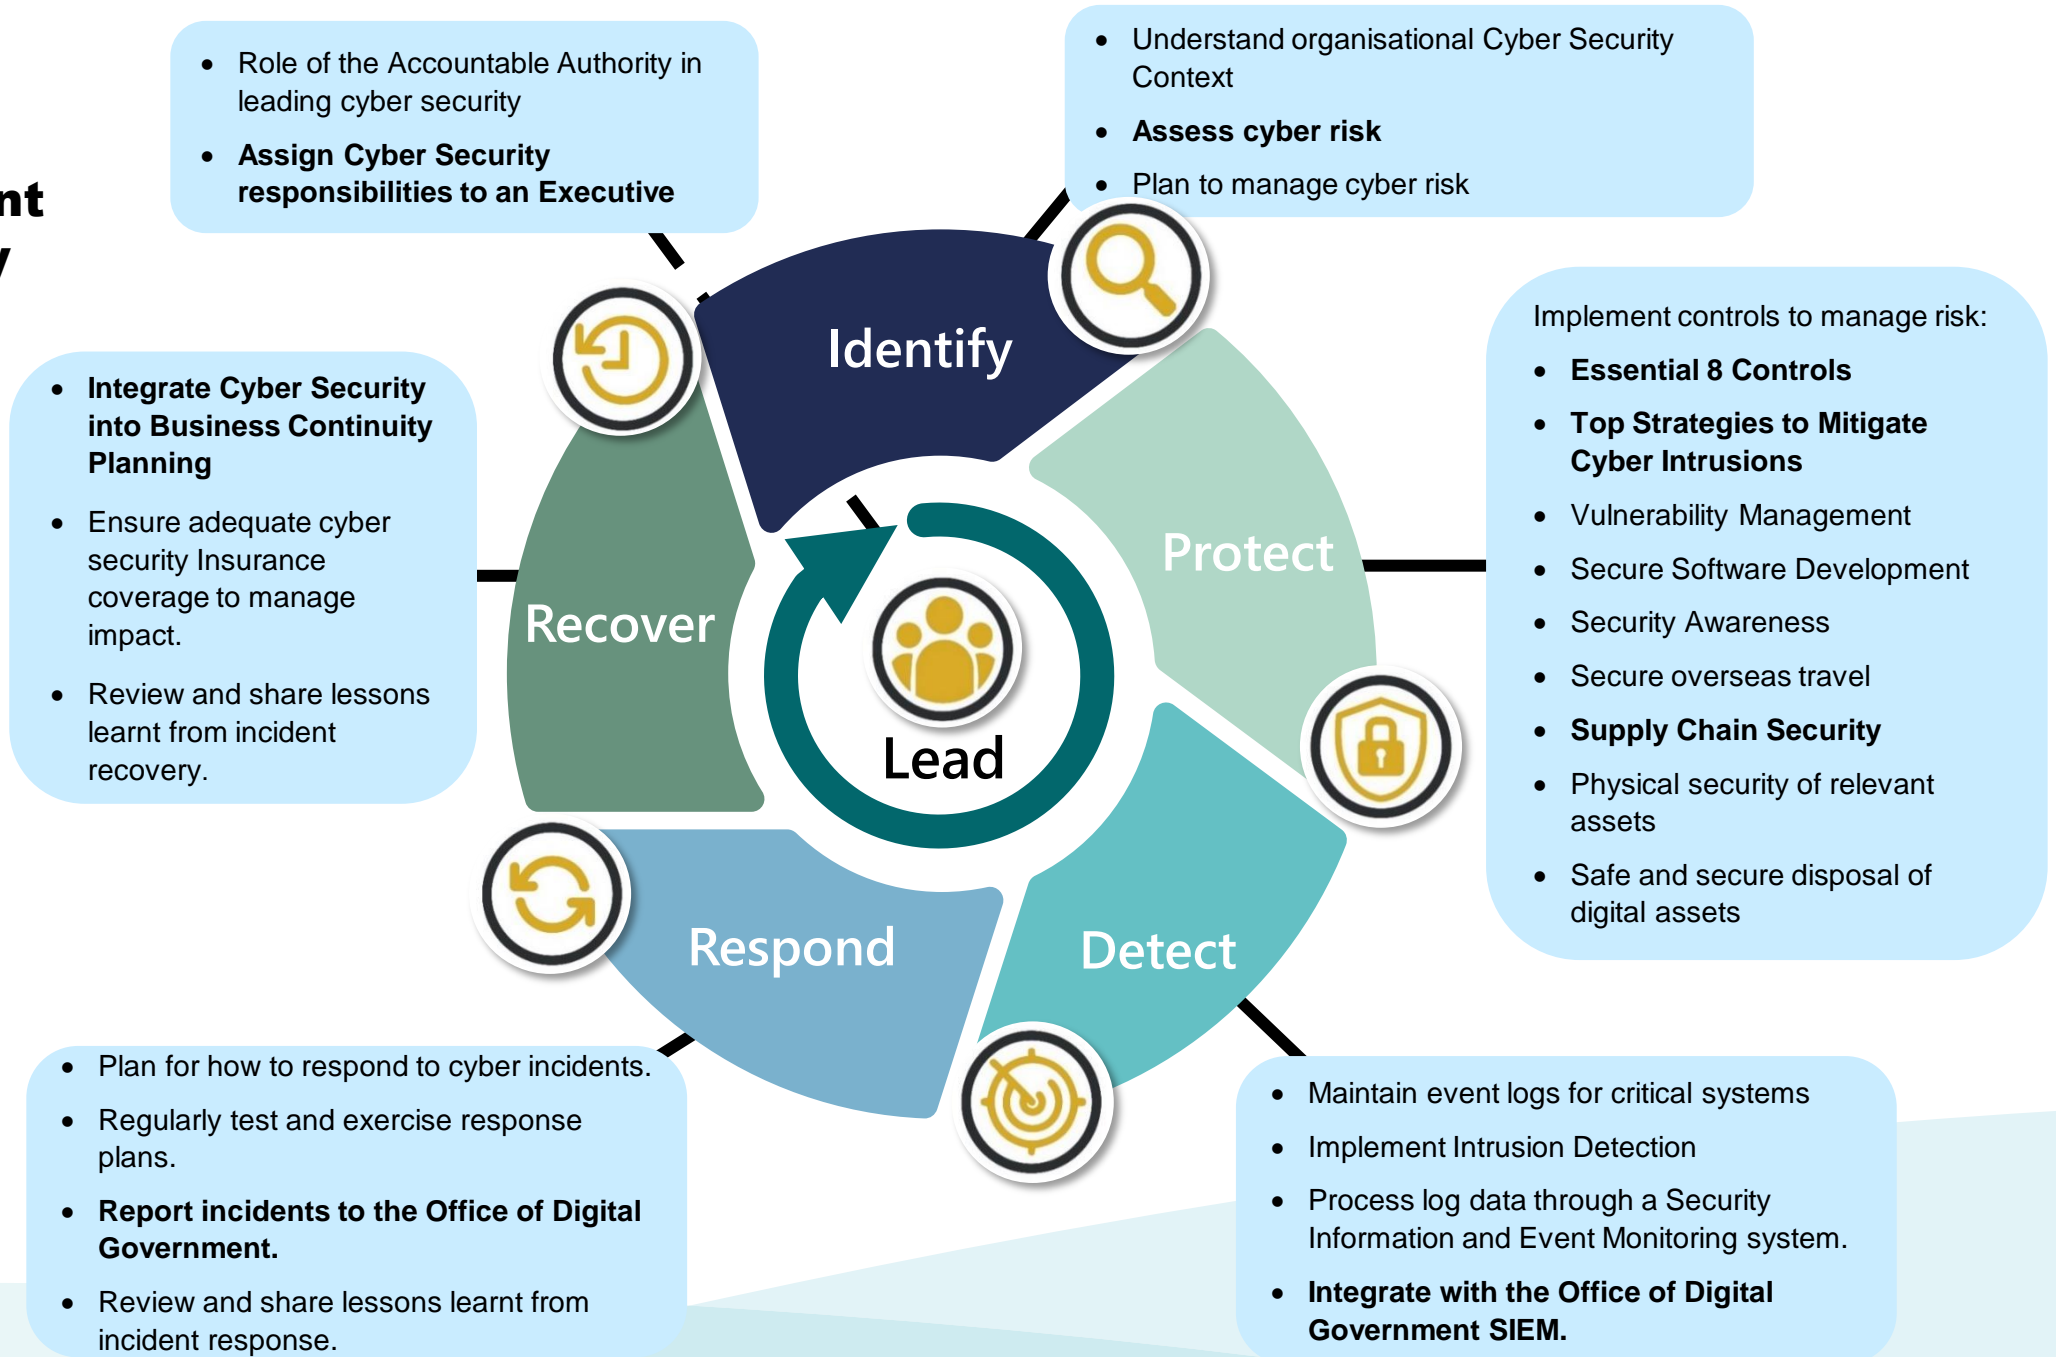 • Role of the Accountable Authority in
leading cyber security
• Assign Cyber Security
responsibilities to an Executive
• Understand organisational Cyber Security
Context
• Assess cyber risk
• Plan to manage cyber risk
nt
y
Identify
Protect
Detect
Respond
Recover
Lead
• Integrate Cyber Security
into Business Continuity
Planning
• Ensure adequate cyber
security Insurance
coverage to manage
impact.
• Review and share lessons
learnt from incident
recovery.
Implement controls to manage risk:
• Essential 8 Controls
• Top Strategies to Mitigate
Cyber Intrusions
• Vulnerability Management
• Secure Software Development
• Security Awareness
• Secure overseas travel
• Supply Chain Security
• Physical security of relevant
assets
• Safe and secure disposal of
digital assets
• Plan for how to respond to cyber incidents.
• Regularly test and exercise response
plans.
• Report incidents to the Office of Digital
Government.
• Review and share lessons learnt from
incident response.
• Maintain event logs for critical systems
• Implement Intrusion Detection
• Process log data through a Security
Information and Event Monitoring system.
• Integrate with the Office of Digital
Government SIEM.